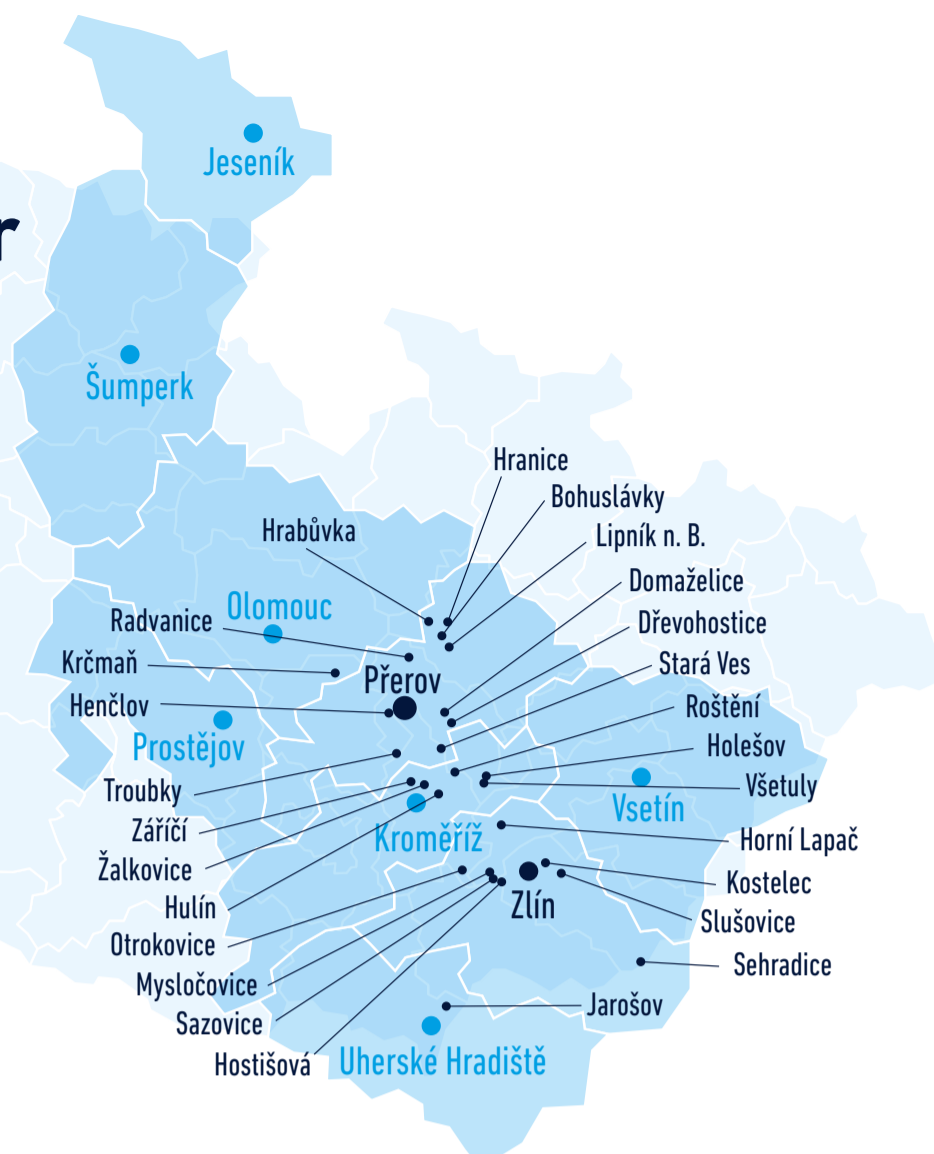 Jeseník
r
Šumperk
Hranice
Bohuslávky
Hrabůvka
Lipník n. B.
Domaželice
Olomouc
Radvanice
Dřevohostice
Krčmaň
Stará Ves
Přerov
Henčlov
Roštění
Prostějov
Holešov
Troubky
Všetuly
Vsetín
Záříčí
Kroměříž
Horní Lapač
Žalkovice
Kostelec
Hulín
Zlín
Slušovice
Otrokovice
Sehradice
Mysločovice
Jarošov
Sazovice
Hostišová
Uherské Hradiště